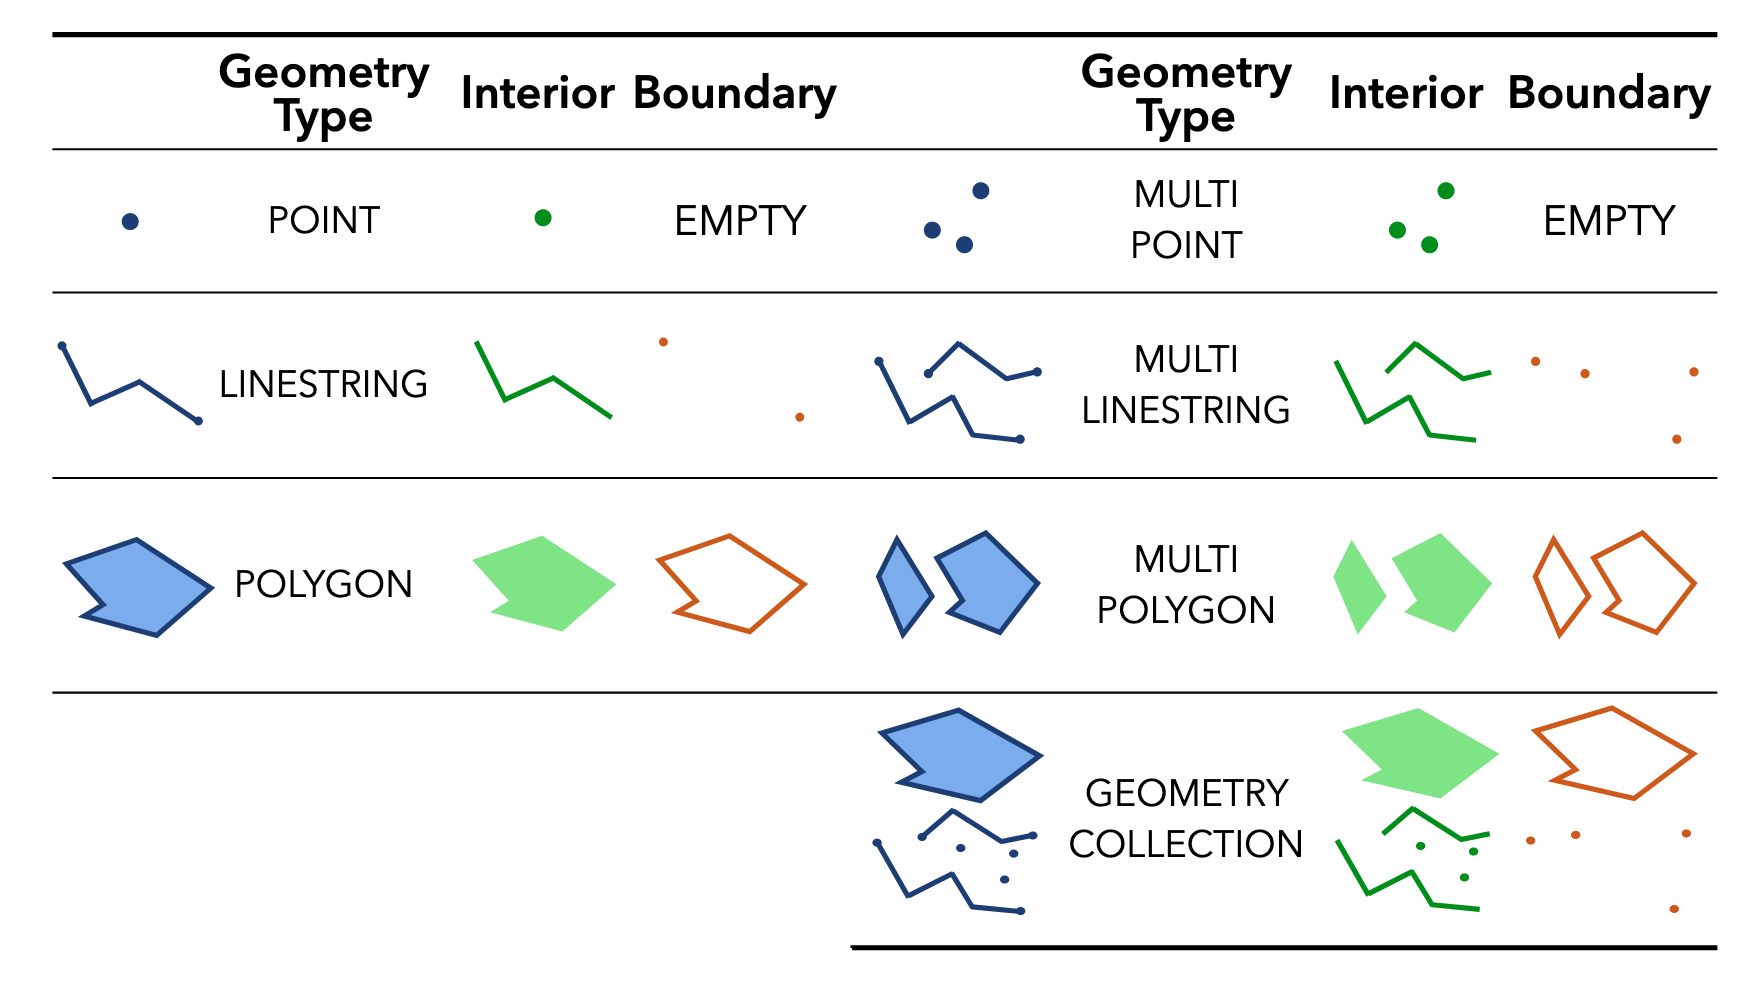 Geometry
Type
Interior
Boundary
Geometry
Type
Interior
Boundary
POINT
EMPTY
MULTI
POINT
EMPTY
LINESTRING
MULTI
LINESTRING
POLYGON
MULTI
POLYGON
GEOMETRY
COLLECTION